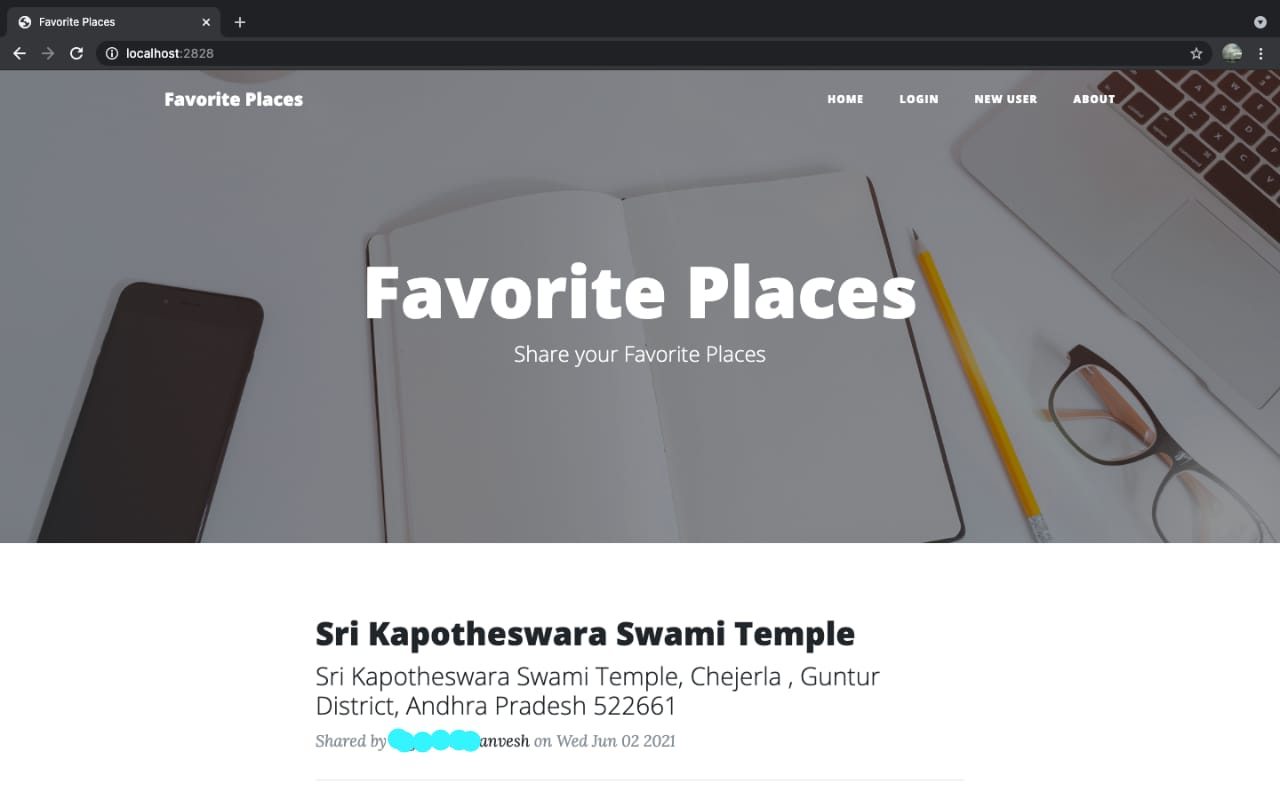 Favorite Places
localhost:2828
Favorite Places
HOME LOGIN NEW USER ABOUT
Favorite Places
Share your Favorite Places
Sri Kapotheswara Swami Temple
Sri Kapotheswara Swami Temple, Chejerla , Guntur
District, Andhra Pradesh 522661
Shared by anvesh on Wed Jun 02 2021